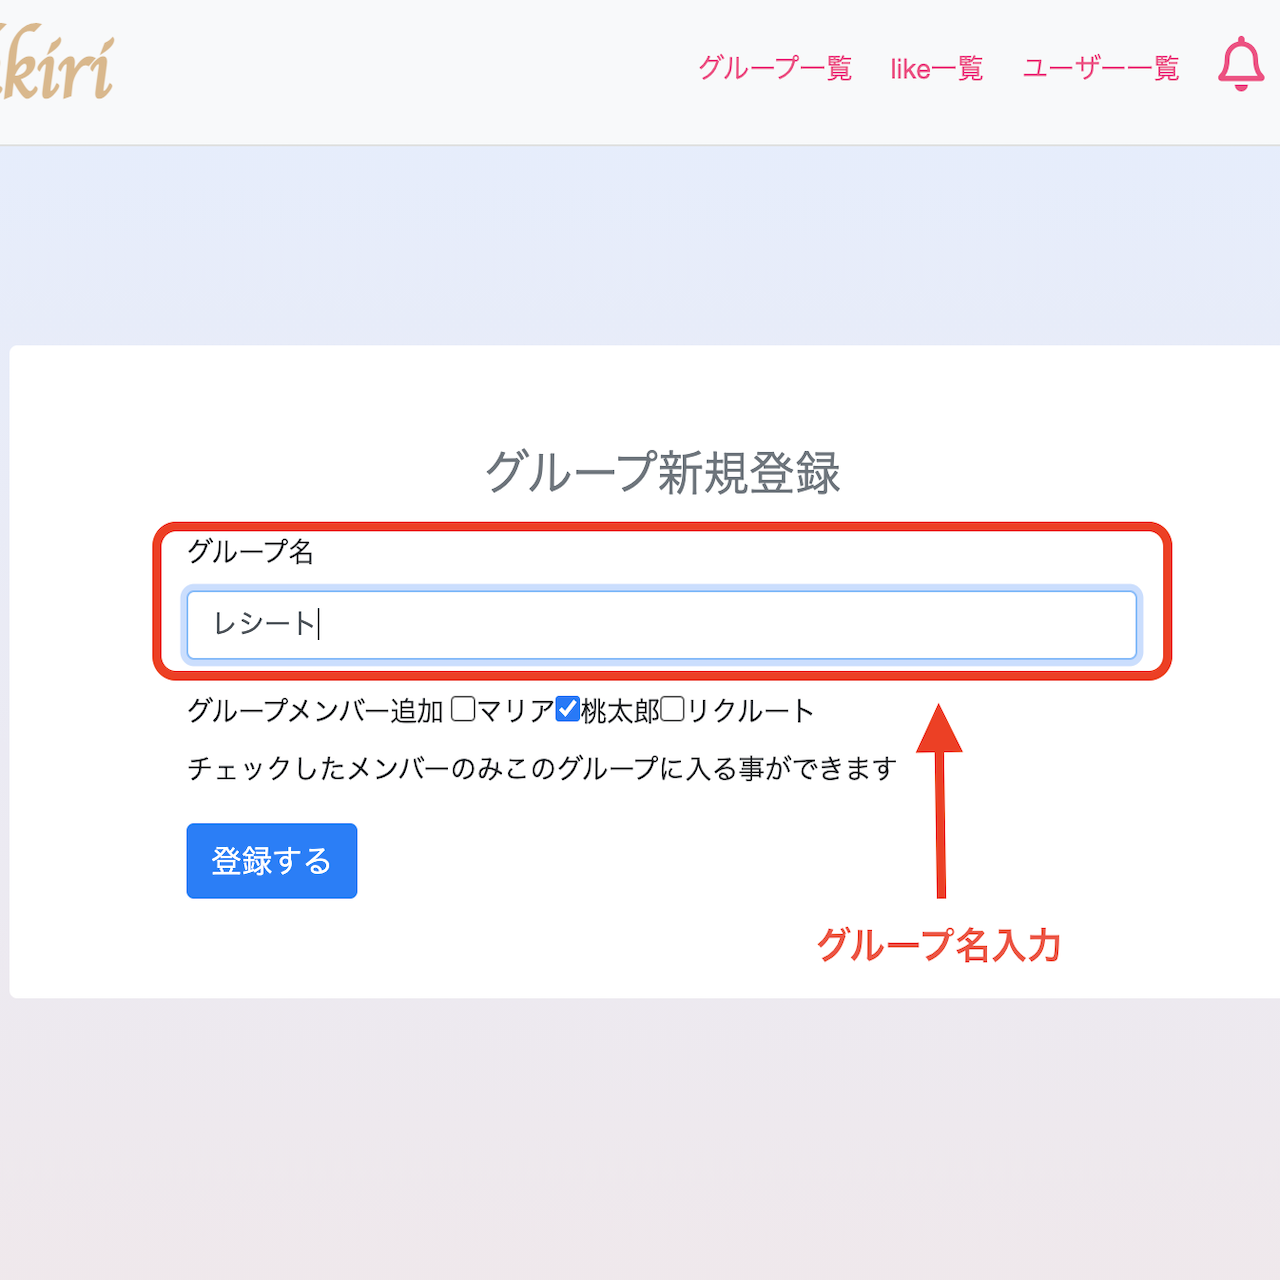 kiri
グループ一覧 like一覧 ユーザー一覧
グループ新規登録
グループ名
レシート
グループメンバー追加 マリア 桃太郎 リクルート
チェックしたメンバーのみこのグループに入る事ができます
登録する
グループ名入力